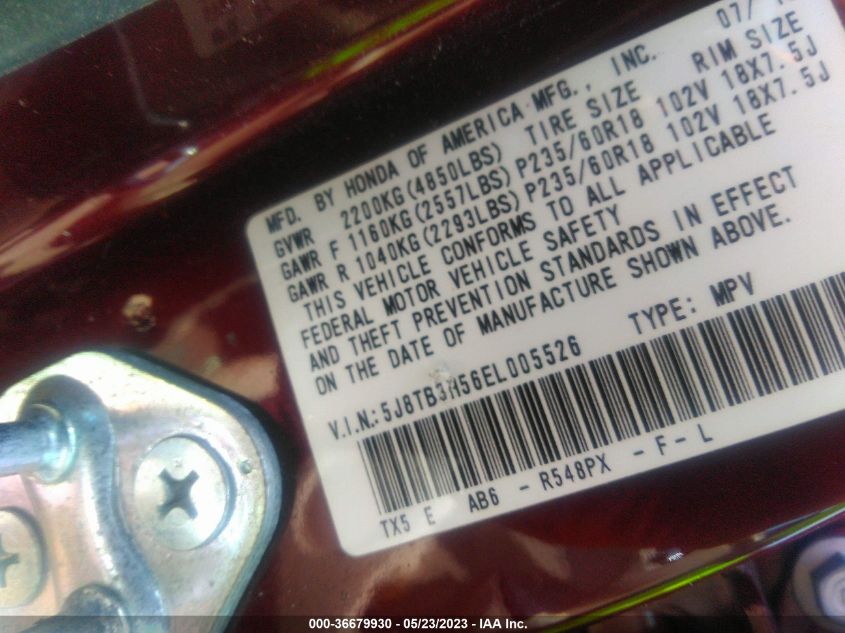 MFD. BY HONDA OF AMERICA MFG., INC. 07/
GVWR 2200KG(4850LBS) TIRE SIZE RIM SIZE
GAWR F 1160KG(2557LBS)P235/60R18 102V 18X7.5J
GAWR R 1040KG(2293LBS)P235/60R18 102V 18X7.5J
THIS VEHICLE CONFORMS TO ALL APPLICABLE
FEDERAL MOTOR VEHICLE SAFETY
AND THEFT PREVENTION STANDARDS IN EFFECT
ON THE DATE OF MANUFACTURE SHOWN ABOVE.
V.I.N.:5J8TB3H56EL005526 TYPE: MPV
TX5 E AB6 - R548PX - F - L
000-36679930 - 05/23/2023 - IAA Inc.